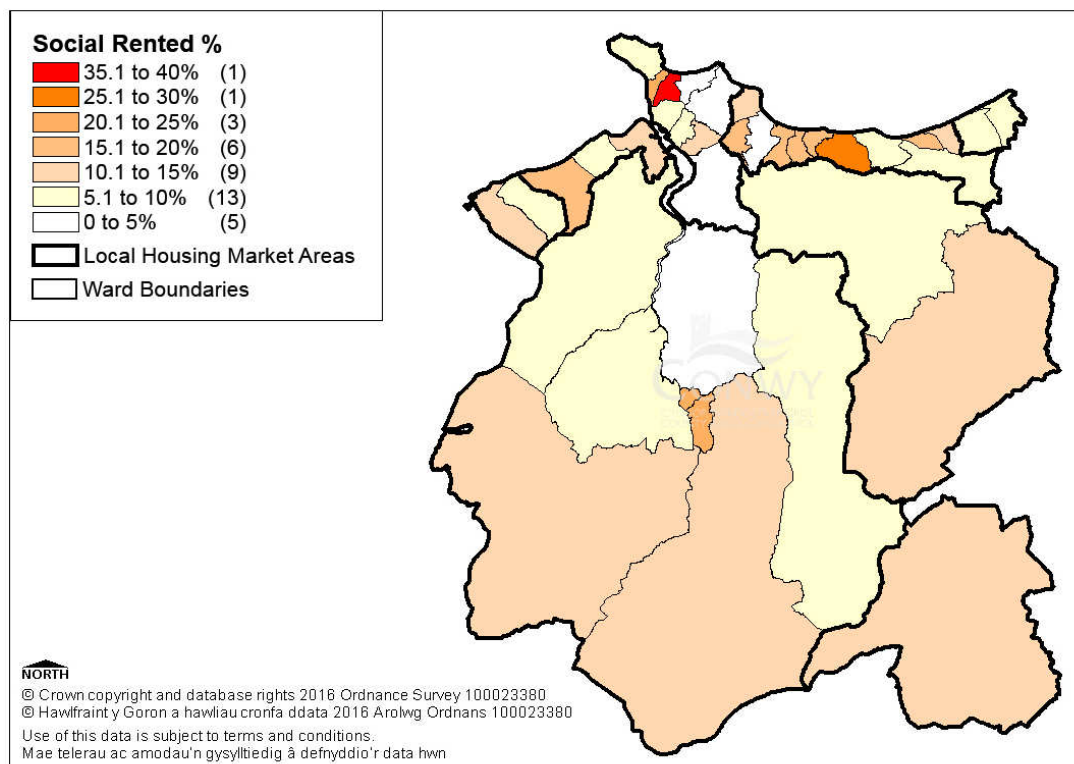 Social Rented %
35.1 to 40% (1)
25.1 to 30% (1)
20.1 to 25% (3)
15.1 to 20% (6)
10.1 to 15% (9)
5.1 to 10% (13)
0 to 5% (5)
Local Housing Market Areas
Ward Boundaries
CONWY
NORTH
© Crown copyright and database rights 2016 Ordnance Survey 100023380
© Hawlfraint y Goron a hawliau cronfa ddata 2016 Arolwg Ordnans 100023380
Use of this data is subject to terms and conditions.
Mae telerau ac amodau'n gysylltiedig â defnyddio'r data hwn